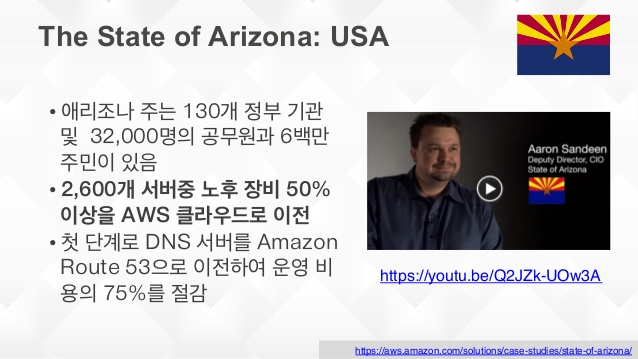 The State of Arizona: USA
• 애리조나 주는 130개 정부 기관
및 32,000명의 공무원과 6백만
주민이 있음
• 2,600개 서버중 노후 장비 50%
이상을 AWS 클라우드로 이전
• 첫 단계로 DNS 서버를 Amazon
Route 53으로 이전하여 운영 비
용의 75%를 절감
Aaron Sandeen
Deputy Director, CIO
State of Arizona
https://youtu.be/Q2JZk-UOw3A
https://aws.amazon.com/solutions/case-studies/state-of-arizona/